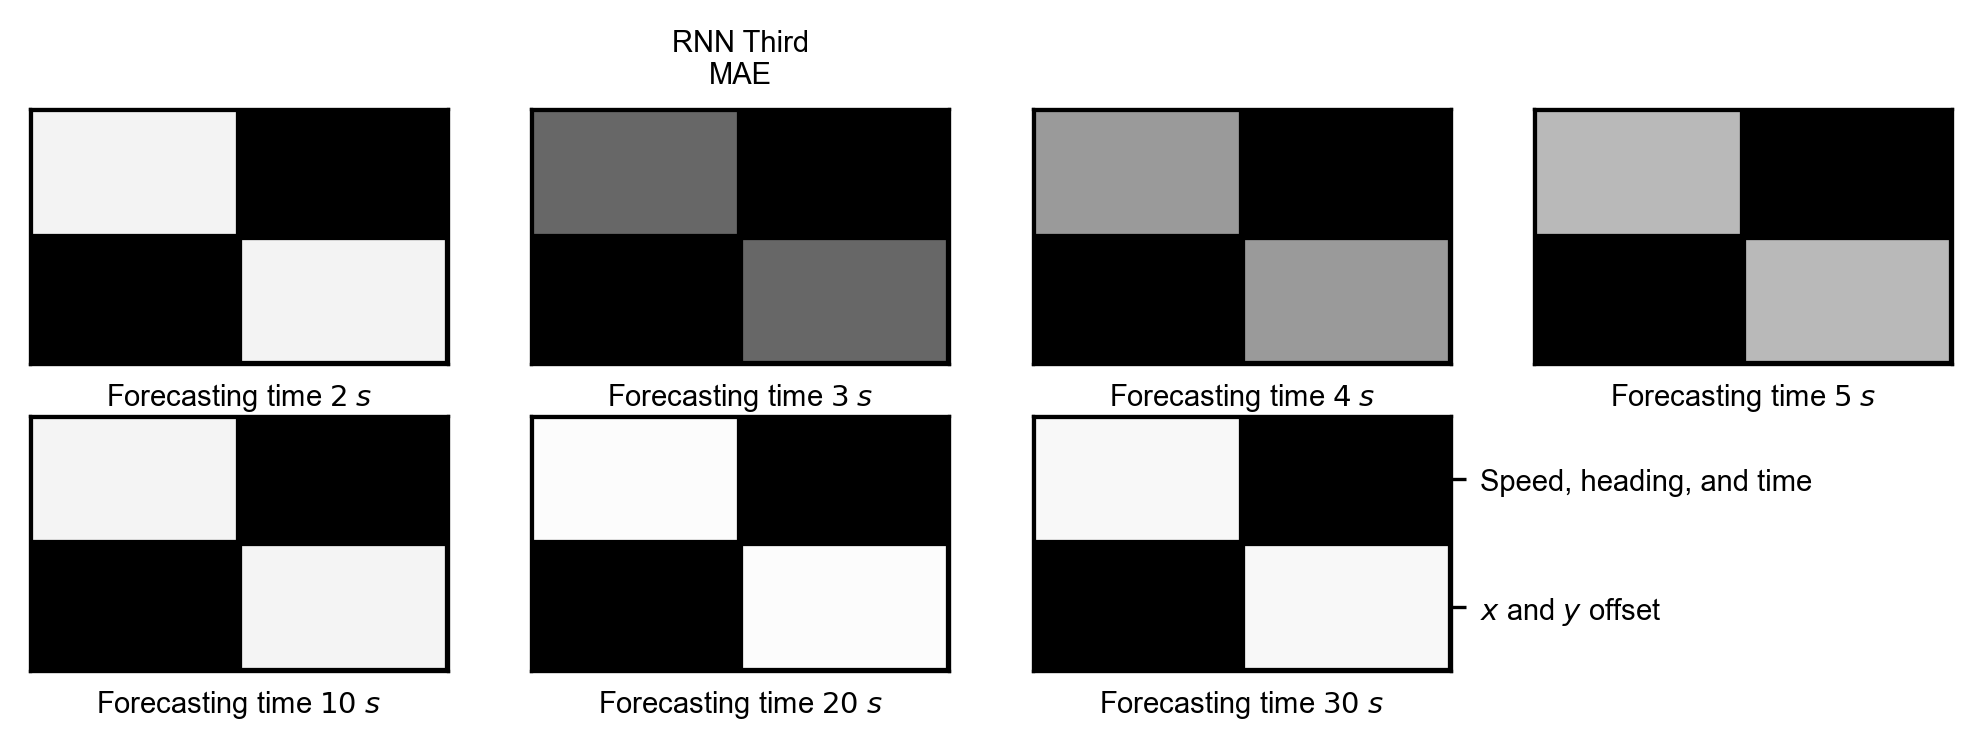 RNN Third
MAE
Forecasting time 2 s
Forecasting time 3 s
Forecasting time 4 s
Forecasting time 5 s
Speed, heading, and time
x and y offset
Forecasting time 10 s
Forecasting time 20 s
Forecasting time 30 s